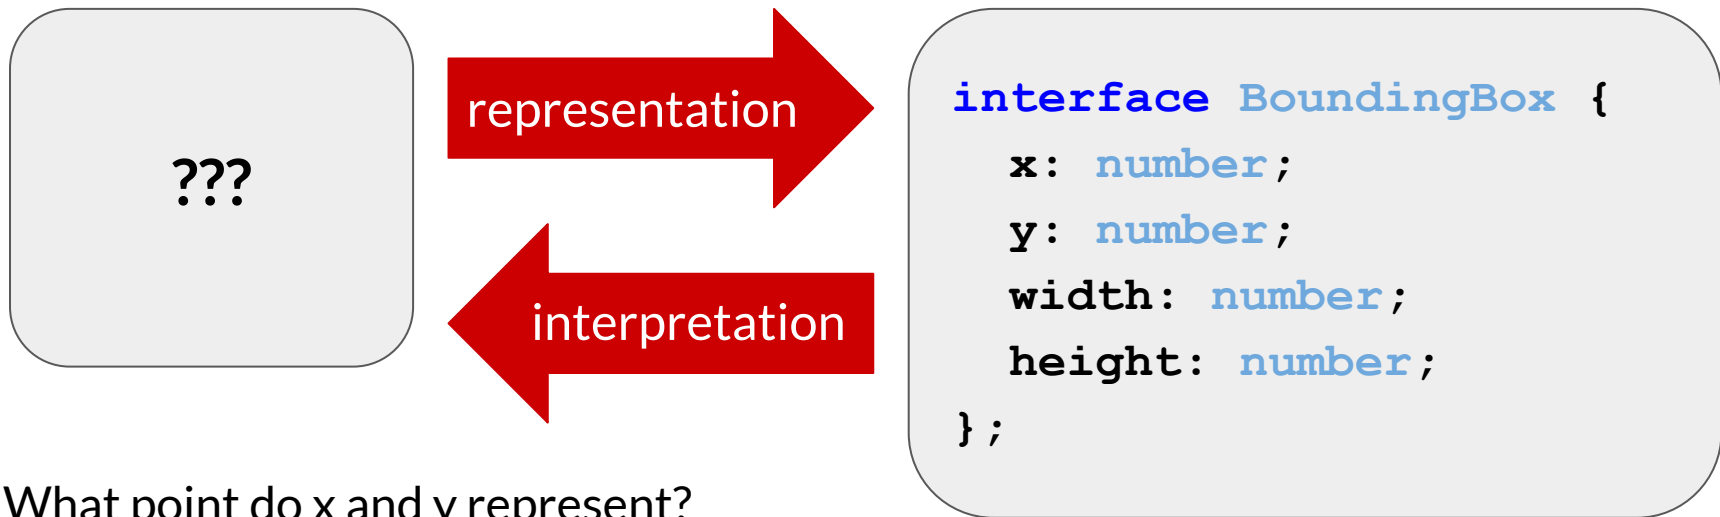 ???
representation
interpretation
interface BoundingBox {
x: number;
y: number;
width: number;
height: number;
};
What point do x and y represent?